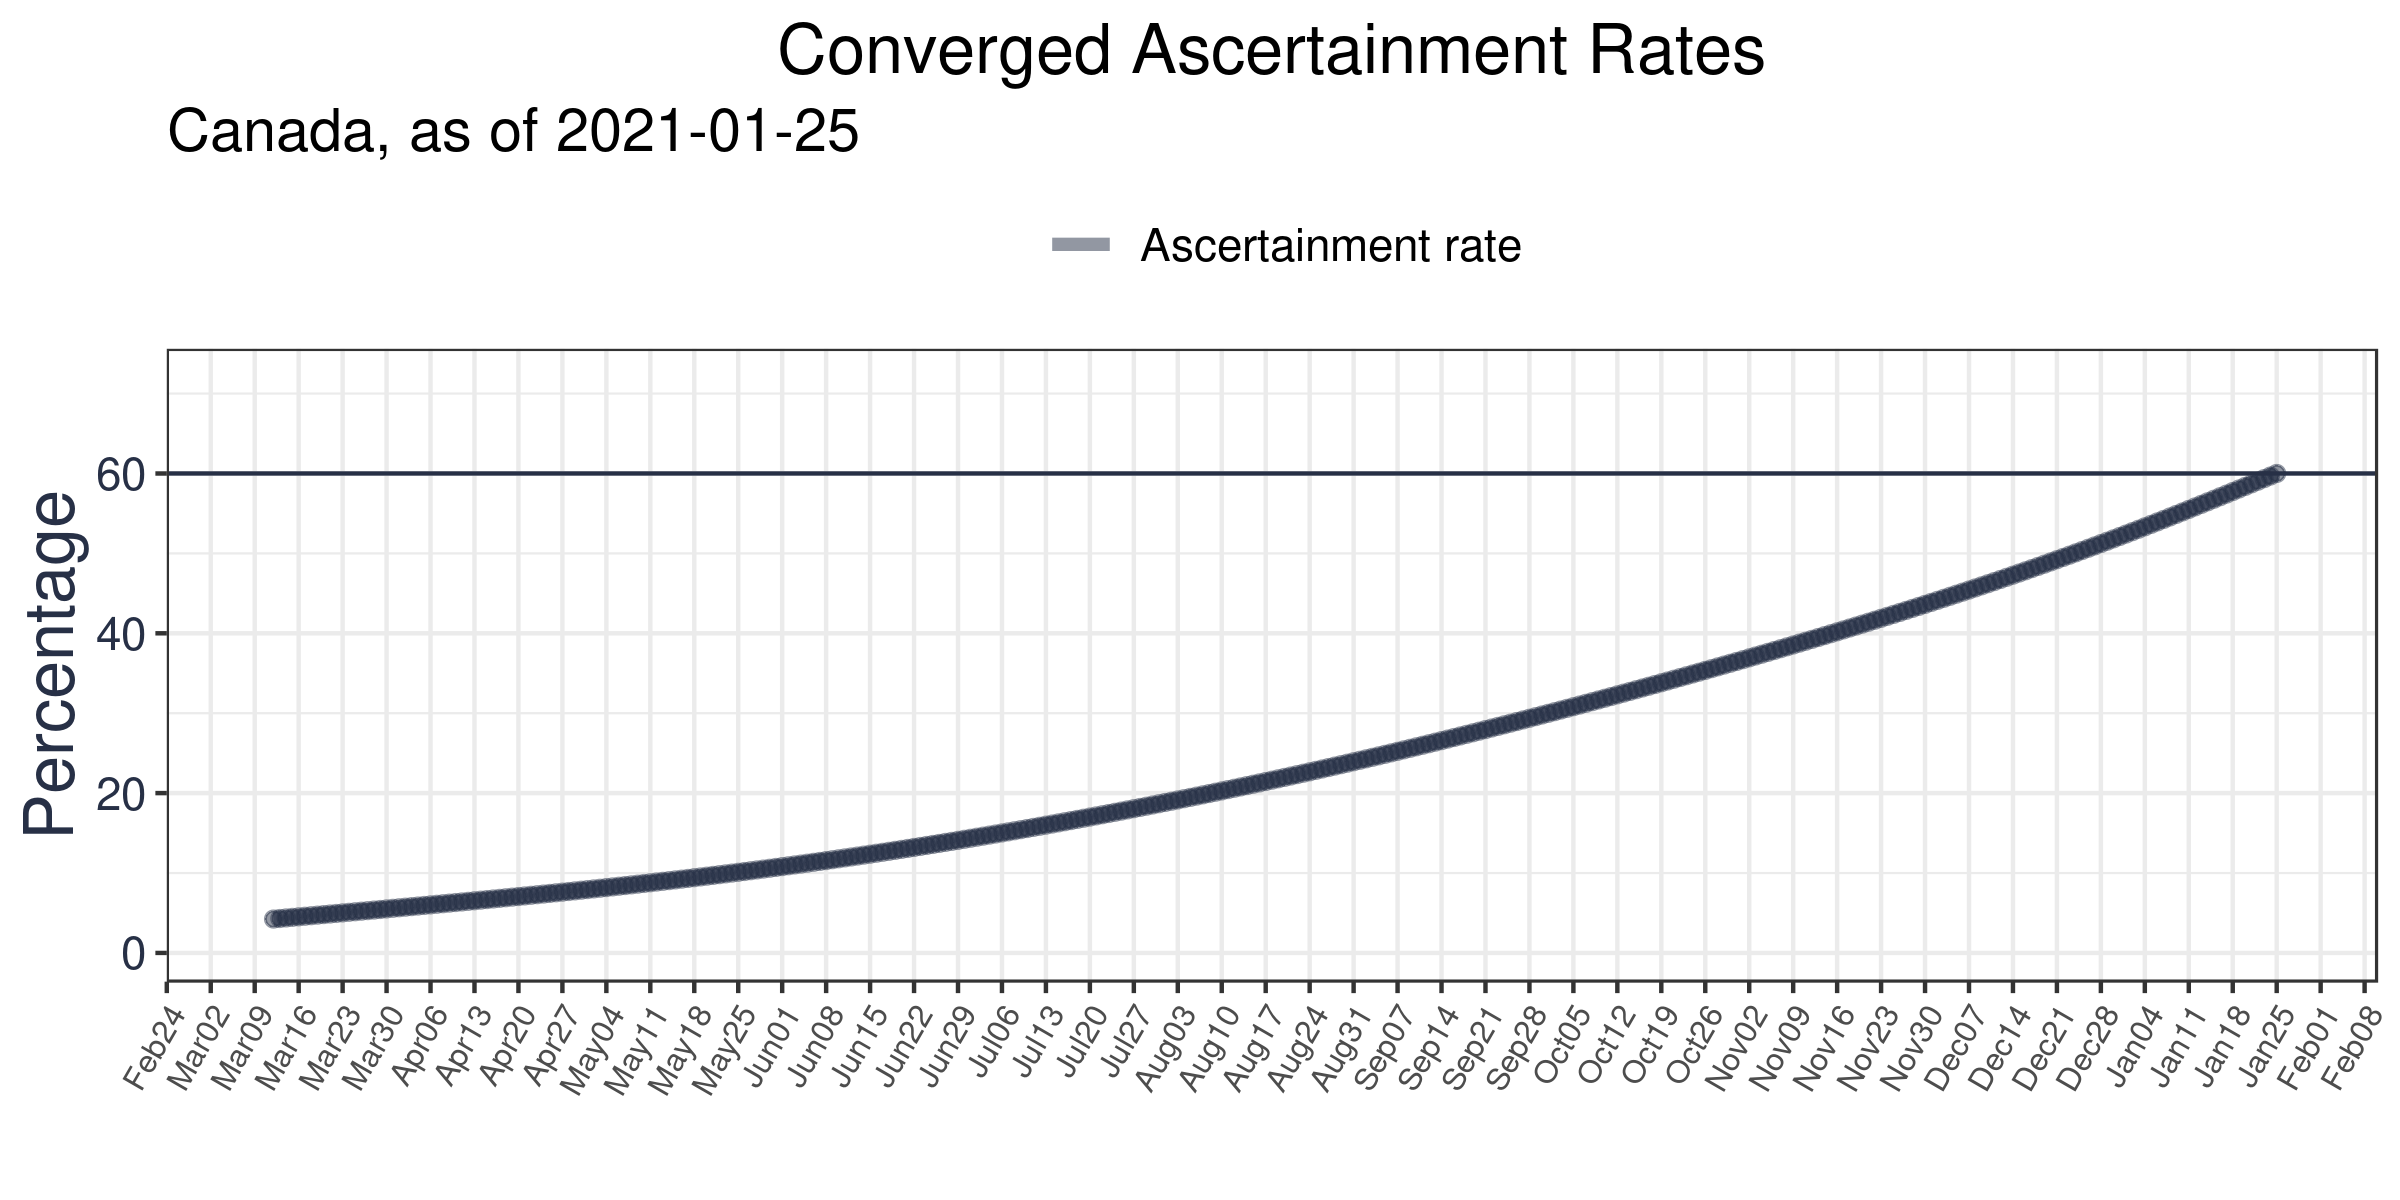 Converged Ascertainment Rates
Canada, as of 2021-01-25
Ascertainment rate
Percentage
60
40
20
0
Feb24 Mar02 Mar09 Mar16 Mar23 Mar30 Apr06 Apr13 Apr20 Apr27 May04 May11 May18 May25 Jun01 Jun08 Jun15 Jun22 Jun29 Jul06 Jul13 Jul20 Jul27 Aug03 Aug10 Aug17 Aug24 Aug31 Sep07 Sep14 Sep21 Sep28 Oct05 Oct12 Oct19 Oct26 Nov02 Nov09 Nov16 Nov23 Nov30 Dec07 Dec14 Dec21 Dec28 Jan04 Jan11 Jan18 Jan25 Feb01 Feb08